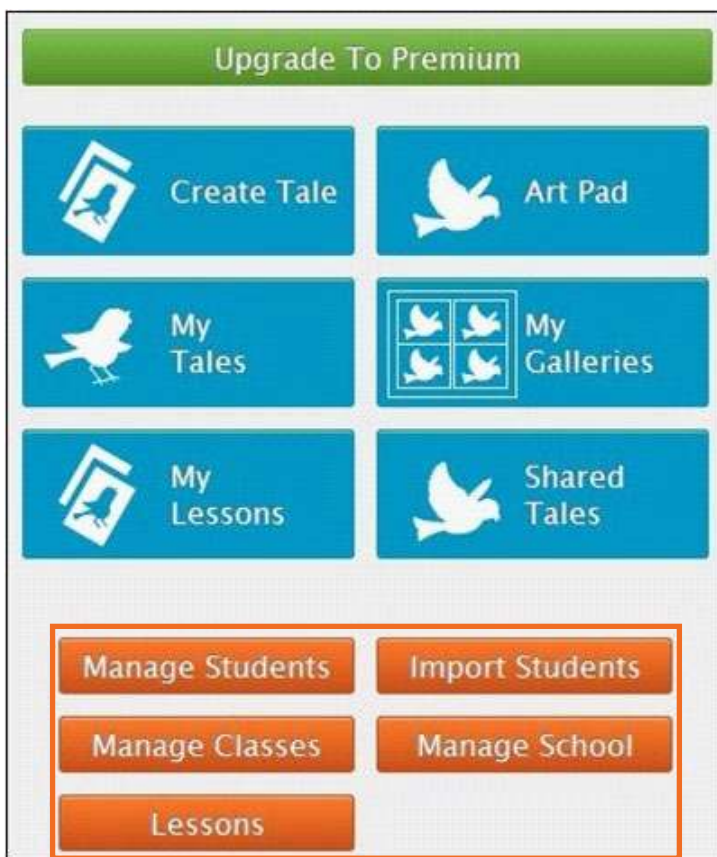 Upgrade To Premium
Create Tale
Art Pad
My
Tales
My
Galleries
My
Lessons
Shared
Tales
Manage Students
Import Students
Manage Classes
Manage School
Lessons